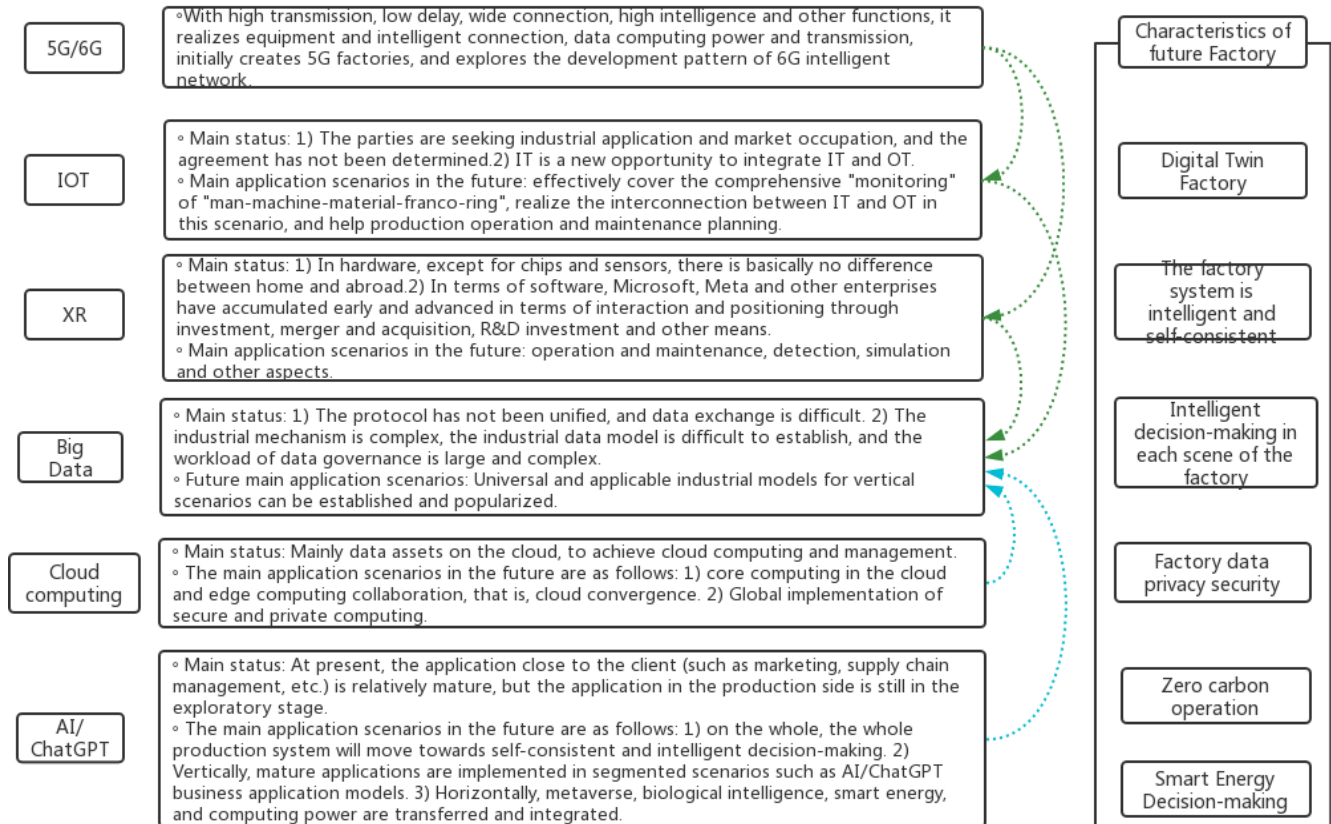 5G/6G
◦With high transmission, low delay, wide connection, high intelligence and other functions, it
realizes equipment and intelligent connection, data computing power and transmission,
initially creates 5G factories, and explores the development pattern of 6G intelligent
network.
IOT
◦ Main status: 1) The parties are seeking industrial application and market occupation, and the
agreement has not been determined.2) IT is a new opportunity to integrate IT and OT.
◦ Main application scenarios in the future: effectively cover the comprehensive "monitoring"
of "man-machine-material-franco-ring", realize the interconnection between IT and OT in
this scenario, and help production operation and maintenance planning.
XR
◦ Main status: 1) In hardware, except for chips and sensors, there is basically no difference
between home and abroad.2) In terms of software, Microsoft, Meta and other enterprises
have accumulated early and advanced in terms of interaction and positioning through
investment, merger and acquisition, R&D investment and other means.
◦ Main application scenarios in the future: operation and maintenance, detection, simulation
and other aspects.
Big
Data
◦ Main status: 1) The protocol has not been unified, and data exchange is difficult. 2) The
industrial mechanism is complex, the industrial data model is difficult to establish, and the
workload of data governance is large and complex.
◦ Future main application scenarios: Universal and applicable industrial models for vertical
scenarios can be established and popularized.
Cloud
computing
◦ Main status: Mainly data assets on the cloud, to achieve cloud computing and management.
◦ The main application scenarios in the future are as follows: 1) core computing in the cloud
and edge computing collaboration, that is, cloud convergence. 2) Global implementation of
secure and private computing.
AI/
ChatGPT
◦ Main status: At present, the application close to the client (such as marketing, supply chain
management, etc.) is relatively mature, but the application in the production side is still in the
exploratory stage.
◦ The main application scenarios in the future are as follows: 1) on the whole, the whole
production system will move towards self-consistent and intelligent decision-making. 2)
Vertically, mature applications are implemented in segmented scenarios such as AI/ChatGPT
business application models. 3) Horizontally, metaverse, biological intelligence, smart energy,
and computing power are transferred and integrated.
Characteristics of
future Factory
Digital Twin
Factory
The factory
system is
intelligent and
self-consistent
Intelligent
decision-making in
each scene of the
factory
Factory data
privacy security
Zero carbon
operation
Smart Energy
Decision-making